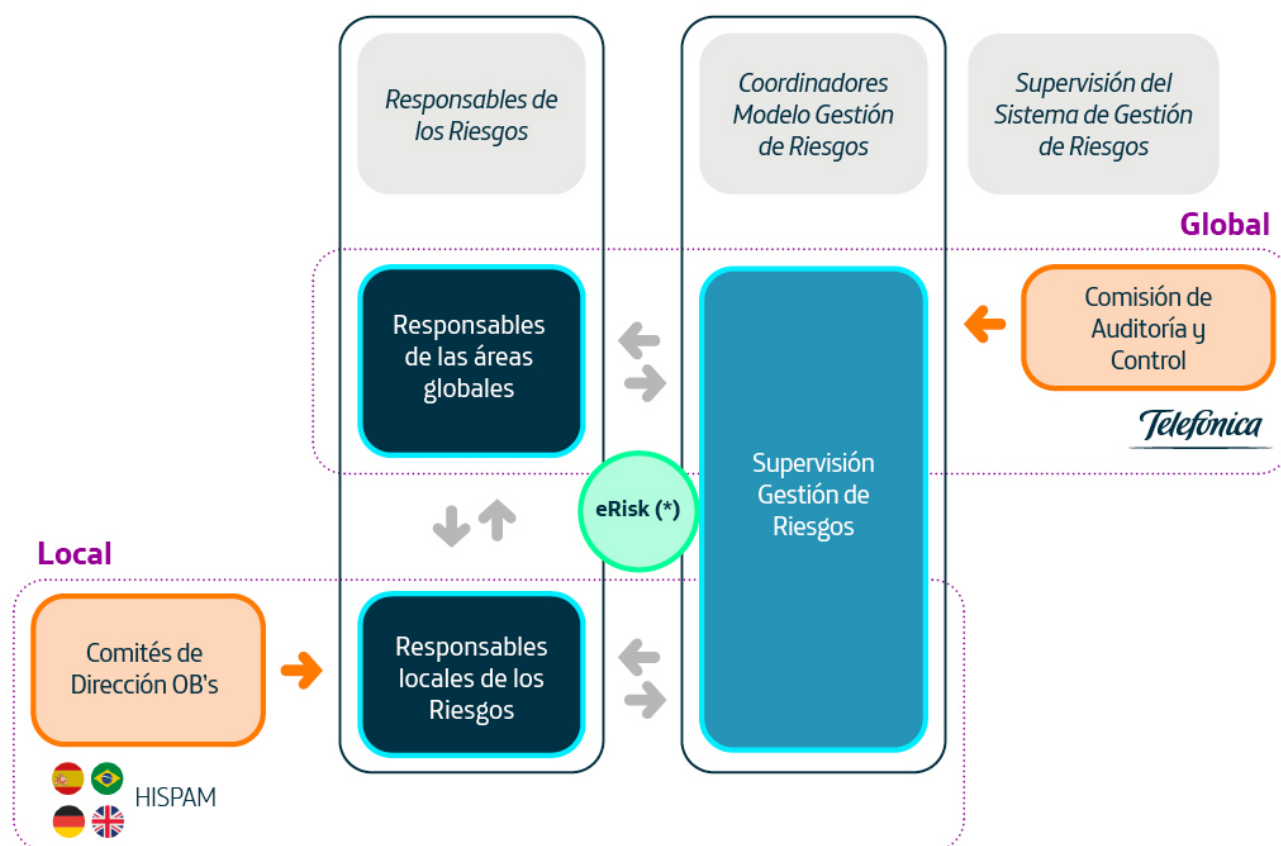 Responsables de
los Riesgos
Coordinadores
Modelo Gestión
de Riesgos
Supervisión del
Sistema de Gestión
de Riesgos
Global
Responsables
de las áreas
globales
Comisión de
Auditoría y
Control
Telefónica
Supervisión
Gestión de
Riesgos
eRisk (*)
Local
Comités de
Dirección OB's
Responsables
locales de los
Riesgos
HISPAM